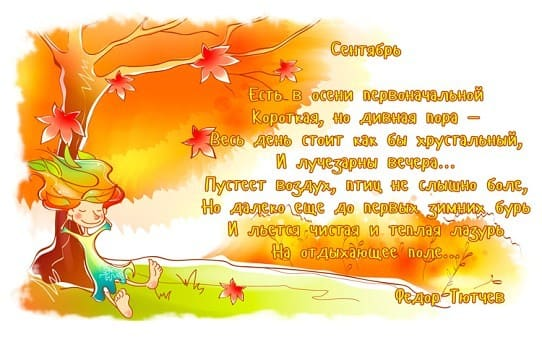 Сентябрь
Есть в осени первоначальной
Короткая, но дивная пора –
Весь день стоит как бы хрустальный,
И лучезарны вечера...
Пустеет воздух, птиц не слышно боле,
Но далеко еще до первых зимних бурь
И льется чистая и теплая лазурь
На отдыхающее поле...
Федор Тютчев